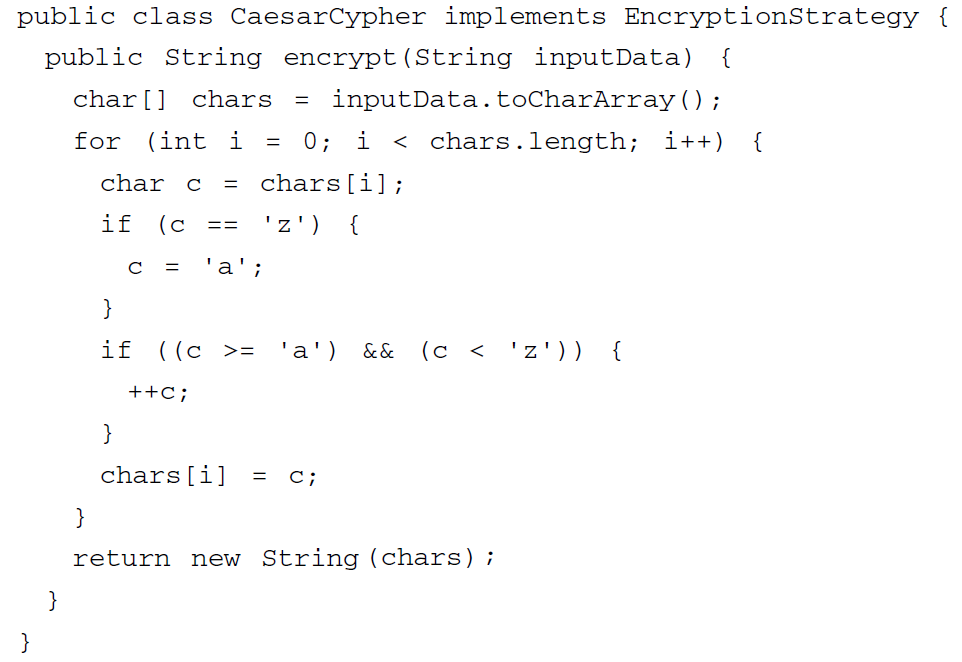 public class CaesarCypher implements EncryptionStrategy {
  public String encrypt(String inputData) {
    char[] chars = inputData.toCharArray();
    for (int i = 0; i < chars.length; i++) {
      char c = chars[i];
      if (c == 'z') {
        c = 'a';
      }
      if ((c >= 'a') && (c < 'z')) {
        ++c;
      }
      chars[i] = c;
    }
    return new String(chars);
  }
}